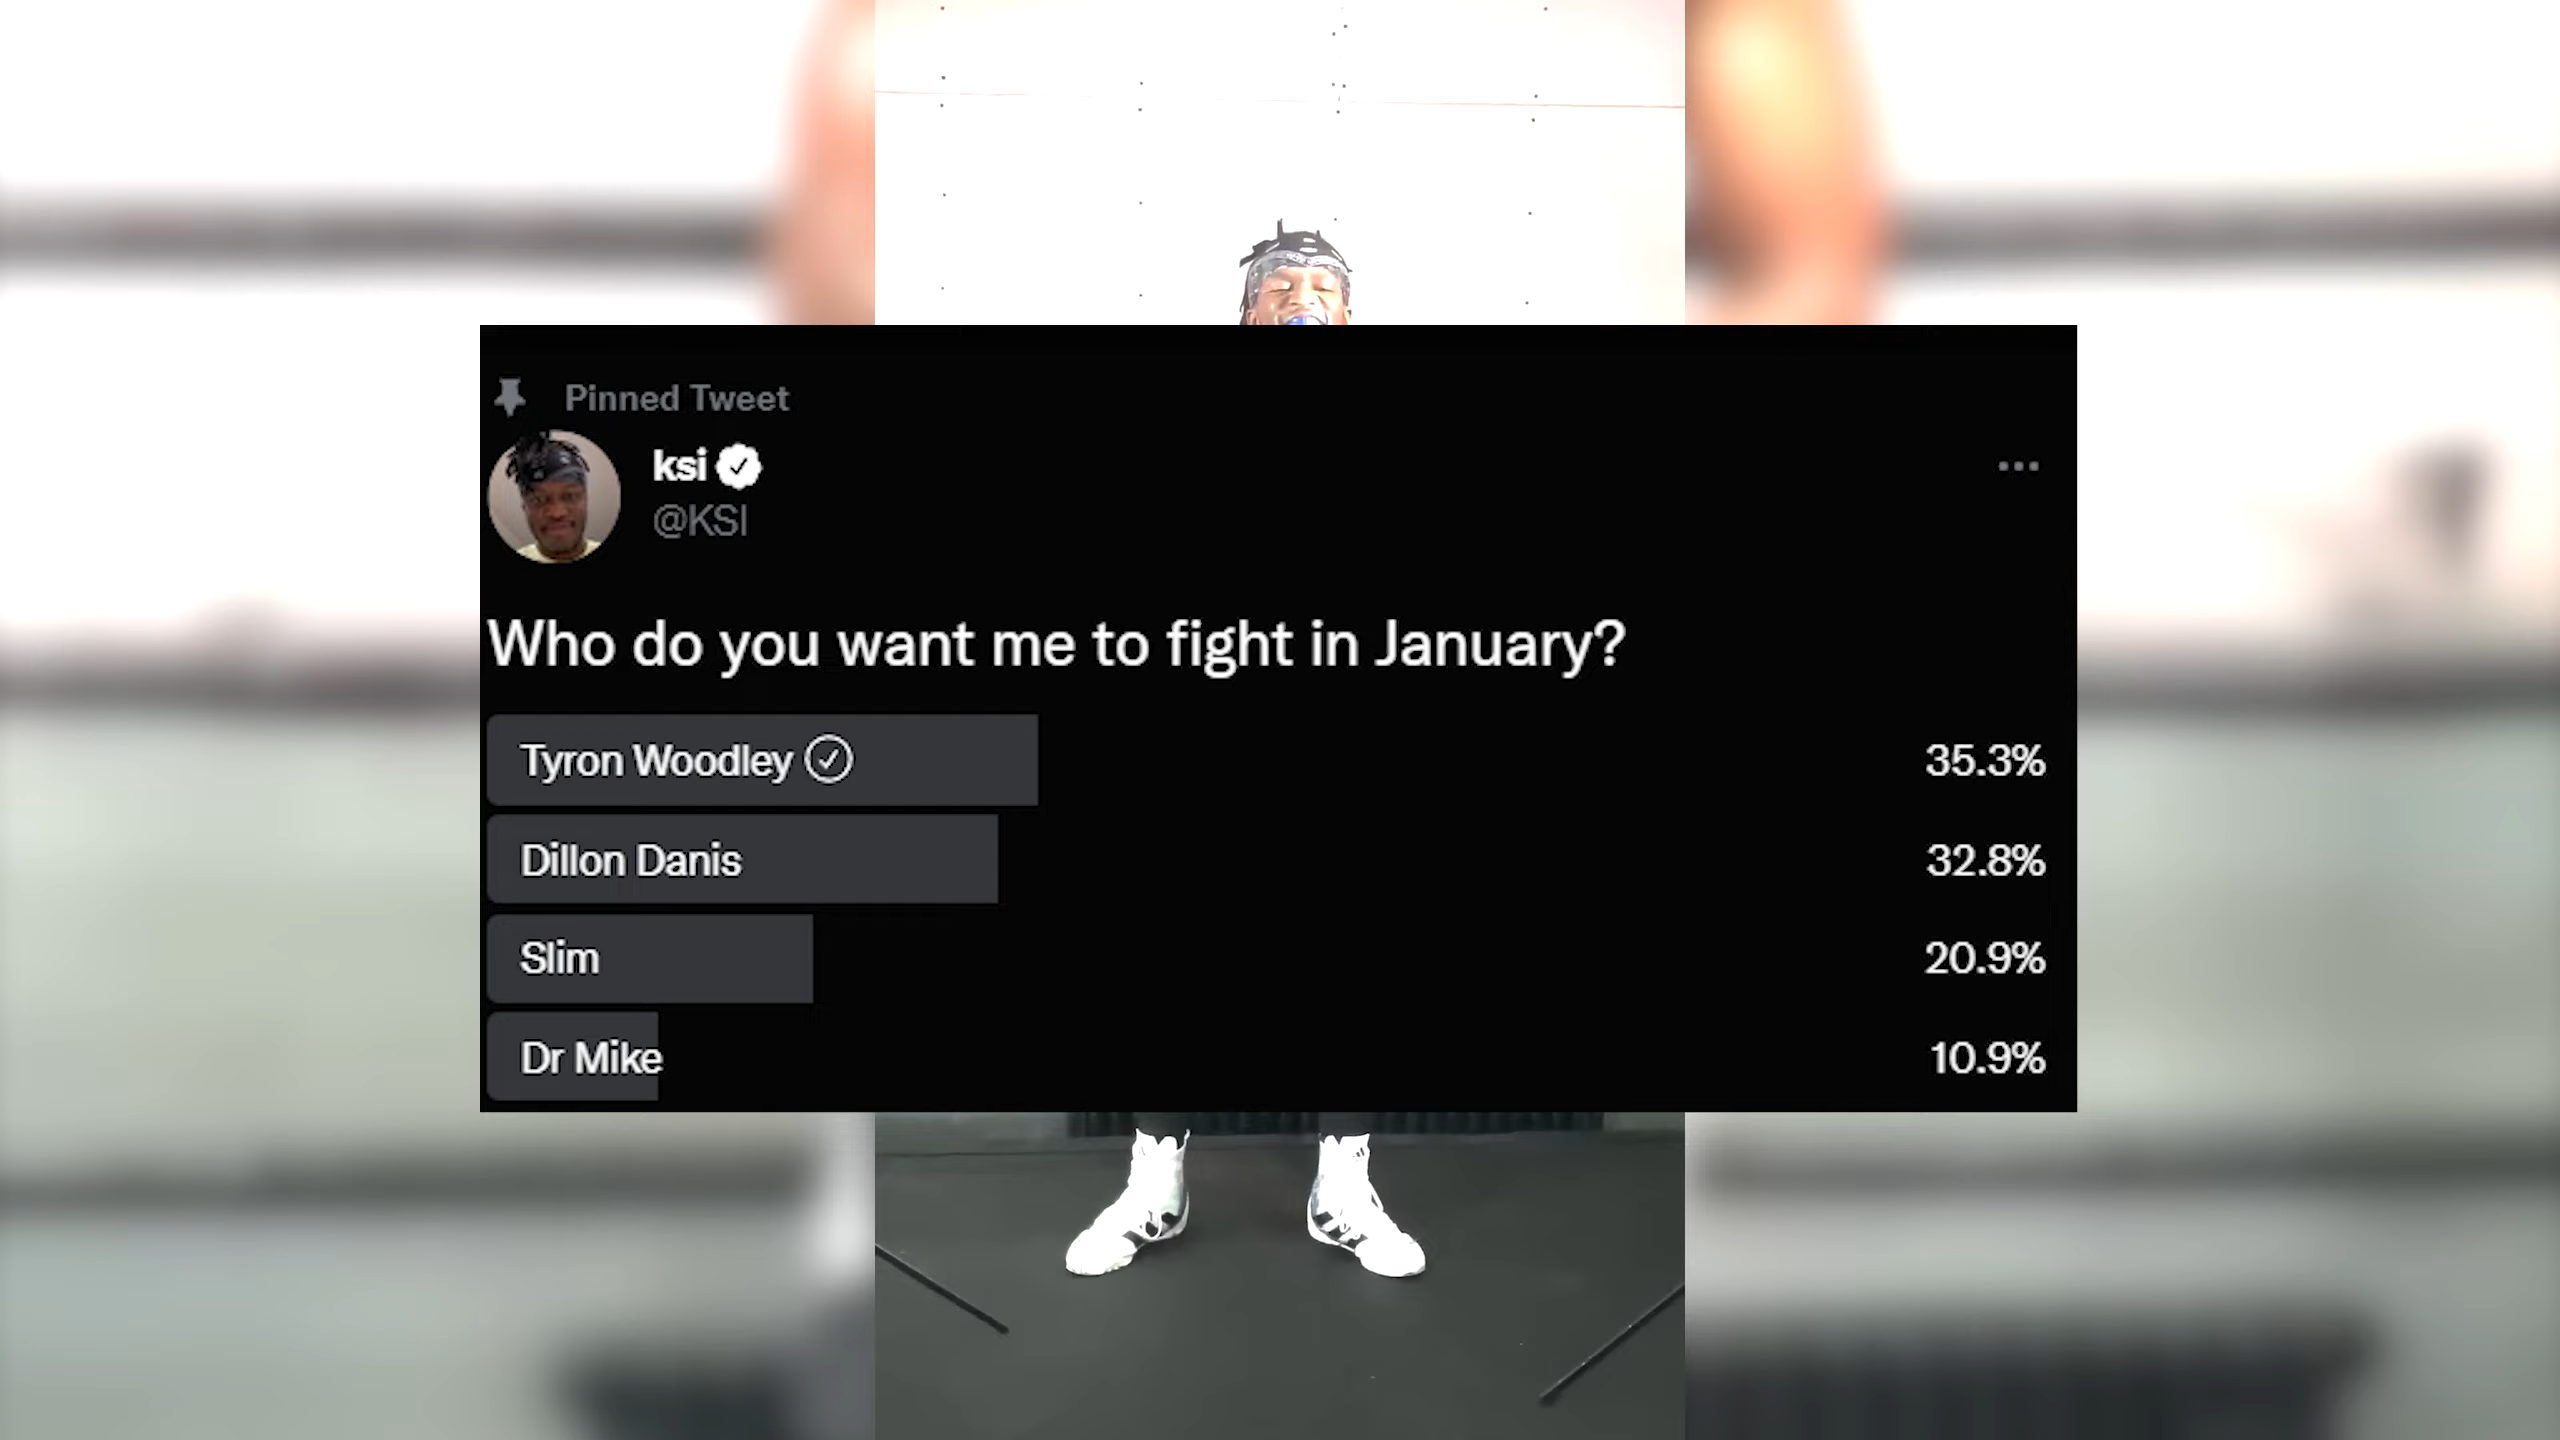 Pinned Tweet
ksi
@KSI
Who do you want me to fight in January?
Tyron Woodley 35.3%
Dillon Danis 32.8%
Slim 20.9%
Dr Mike 10.9%